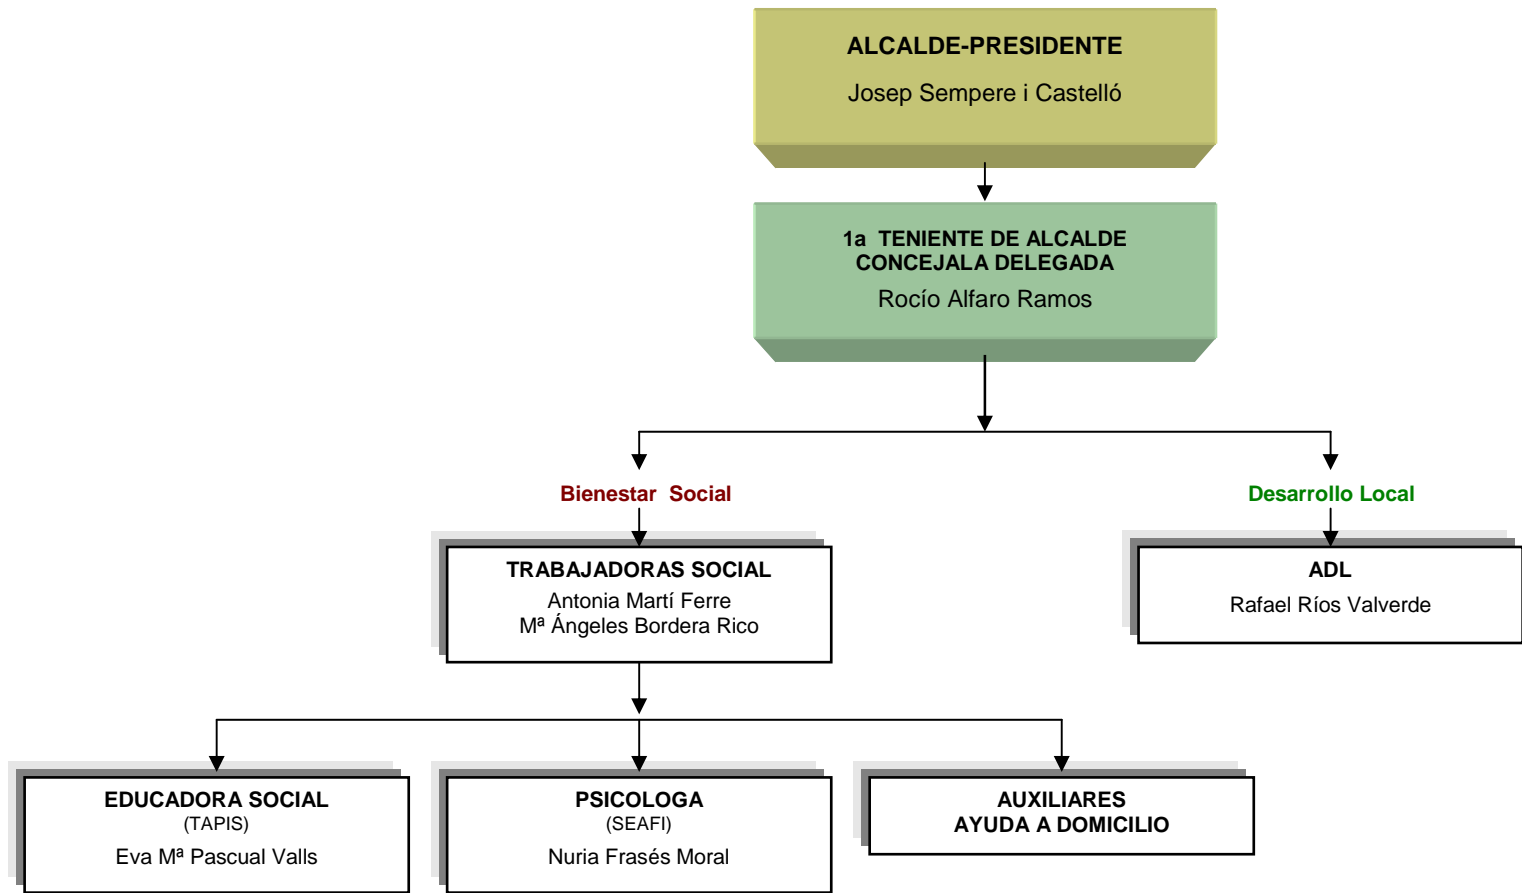 ALCALDE-PRESIDENTE
Josep Sempere i Castelló
1a TENIENTE DE ALCALDE
CONCEJALA DELEGADA
Rocío Alfaro Ramos
Bienestar Social
Desarrollo Local
TRABAJADORAS SOCIAL
Antonia Martí Ferre
Mª Ángeles Bordera Rico
ADL
Rafael Ríos Valverde
EDUCADORA SOCIAL
(TAPIS)
Eva Mª Pascual Valls
PSICOLOGA
(SEAFI)
Nuria Frasés Moral
AUXILIARES
AYUDA A DOMICILIO